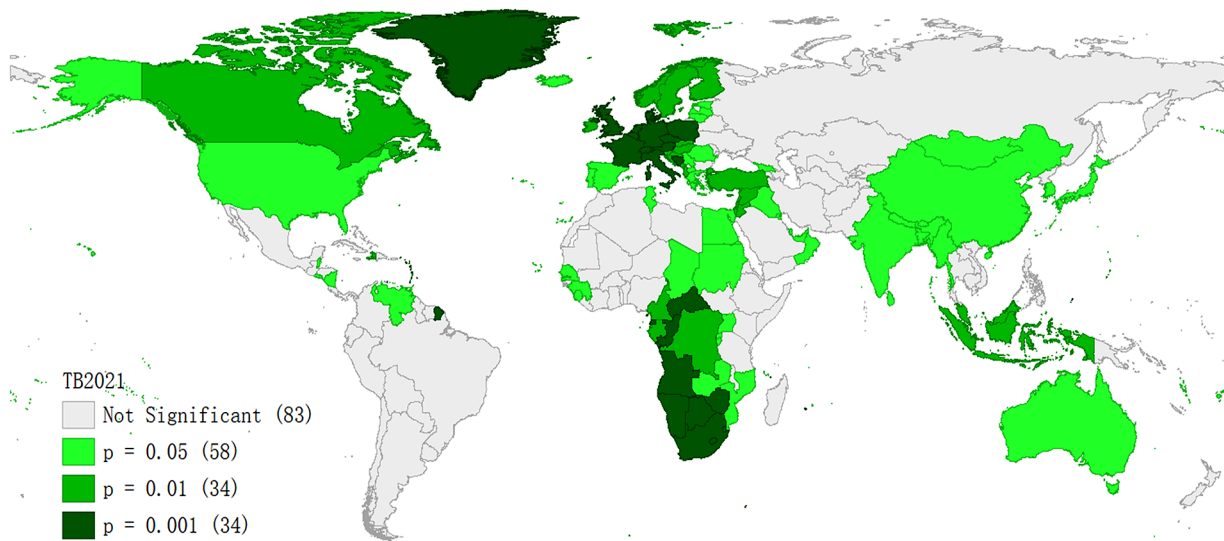 TB2021
Not Significant (83)
p = 0.05 (58)
p = 0.01 (34)
p = 0.001 (34)